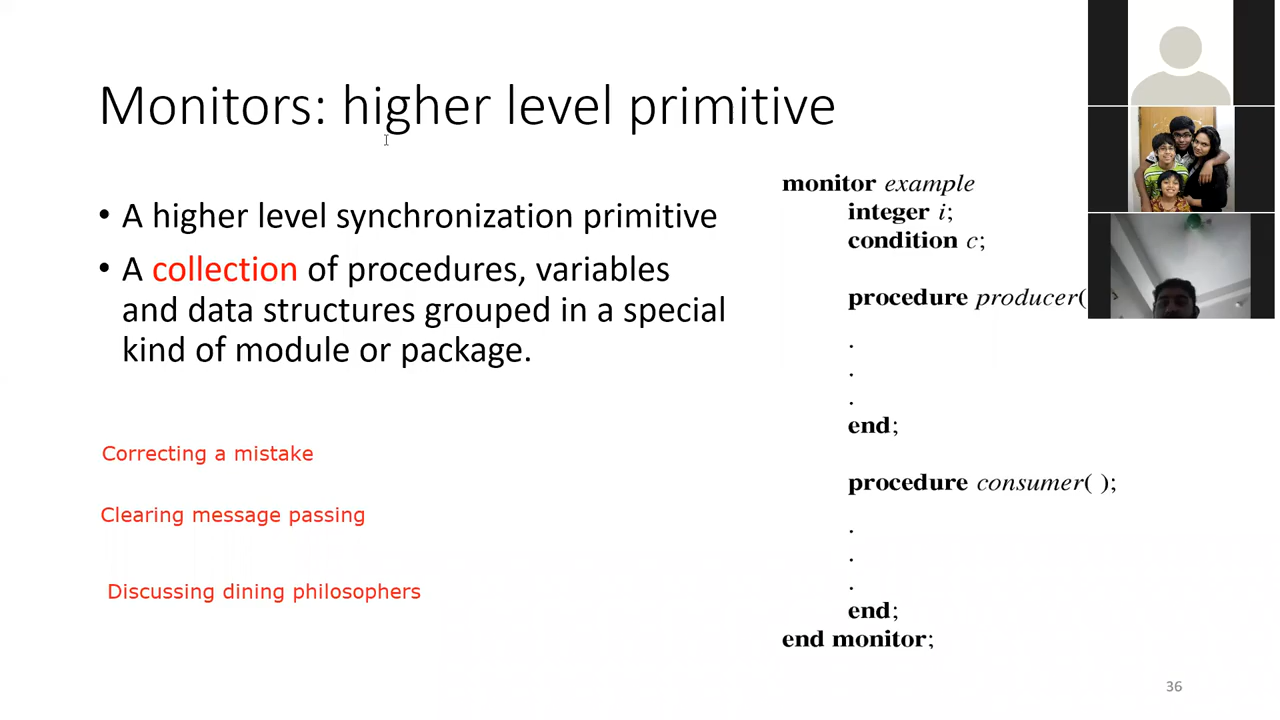 Monitors: higher level primitive
• A higher level synchronization primitive
• A collection of procedures, variables
and data structures grouped in a special
kind of module or package.
Correcting a mistake
Clearing message passing
Discussing dining philosophers
monitor example
integer i;
condition c;
procedure producer(
.
.
.
end;
procedure consumer( );
.
.
.
end;
end monitor;
36